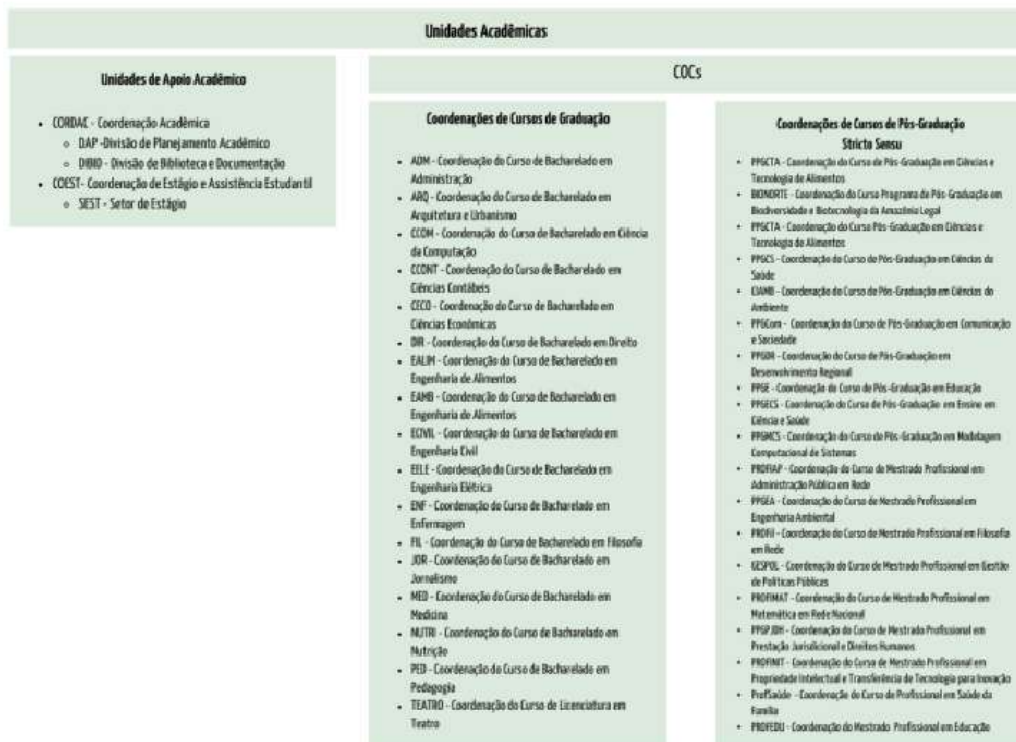 Unidades Acadêmicas
Unidades de Apoio Acadêmico
• CORDAC - Coordenação Acadêmica
◦ DAP -Divisão de Planejamento Acadêmico
◦ DIBID - Divisão de Biblioteca e Documentação
• COEST- Coordenação de Estágio e Assistência Estudantil
◦ SEST - Setor de Estágio
COCs
Coordenações de Cursos de Graduação
• ADM - Coordenação do Curso de Bacharelado em
Administração
• ARQ - Coordenação do Curso de Bacharelado em
Arquitetura e Urbanismo
• CCOM - Coordenação do Curso de Bacharelado em Ciência
da Computação
• CCONT - Coordenação do Curso de Bacharelado em
Ciências Contábeis
• CECO - Coordenação do Curso de Bacharelado em
Ciências Econômicas
• DIR - Coordenação do Curso de Bacharelado em Direito
• EALIM - Coordenação do Curso de Bacharelado em
Engenharia de Alimentos
• EAMB - Coordenação do Curso de Bacharelado em
Engenharia de Alimentos
• ECIVIL - Coordenação do Curso de Bacharelado em
Engenharia Civil
• EELE - Coordenação do Curso de Bacharelado em
Engenharia Elétrica
• ENF - Coordenação do Curso de Bacharelado em
Enfermagem
• FIL - Coordenação do Curso de Bacharelado em Filosofia
• JOR - Coordenação do Curso de Bacharelado em
Jornalismo
• MED - Coordenação do Curso de Bacharelado em
Medicina
• NUTRI - Coordenação do Curso de Bacharelado em
Nutrição
• PED - Coordenação do Curso de Bacharelado em
Pedagogia
• TEATRO - Coordenação do Curso de Licenciatura em
Teatro
Coordenações de Cursos de Pós-Graduação
Stricto Sensu
• PPGCTA - Coordenação do Curso de Pós-Graduação em Ciências e
Tecnologia de Alimentos
• BIONORTE - Coordenação do Curso Programa de Pós-Graduação em
Biodiversidade e Biotecnologia da Amazônia Legal
• PPGCTA - Coordenação do Curso Pós-Graduação em Ciências e
Tecnologia de Alimentos
• PPGCS - Coordenação do Curso de Pós-Graduação em Ciências da
Saúde
• CIAMB - Coordenação do Curso de Pós-Graduação em Ciências do
Ambiente
• PPGCom - Coordenação do Curso de Pós-Graduação em Comunicação
e Sociedade
• PPGDR - Coordenação do Curso de Pós-Graduação em
Desenvolvimento Regional
• PPGE - Coordenação do Curso de Pós-Graduação em Educação
• PPGECS - Coordenação do Curso de Pós-Graduação em Ensino em
Ciência e Saúde
• PPGMCS - Coordenação do Curso de Pós-Graduação em Modelagem
Computacional de Sistemas
• PROFIAP - Coordenação do Curso de Mestrado Profissional em
Administração Pública em Rede
• PPGEA - Coordenação do Curso de Mestrado Profissional em
Engenharia Ambiental
• PROFIL - Coordenação do Curso de Mestrado Profissional em Filosofia
em Rede
• GESPOL - Coordenação do Curso de Mestrado Profissional em Gestão
de Políticas Públicas
• PROFIMAT - Coordenação do Curso de Mestrado Profissional em
Matemática em Rede Nacional
• PPGPJDH - Coordenação do Curso de Mestrado Profissional em
Prestação Jurisdicional e Direitos Humanos
• PROFINIT - Coordenação do Curso de Mestrado Profissional em
Propriedade Intelectual e Transferência de Tecnologia para Inovação
• ProfSaúde - Coordenação do Curso de Profissional em Saúde da
Família
• PROFEDU - Coordenação do Mestrado Profissional em Educação